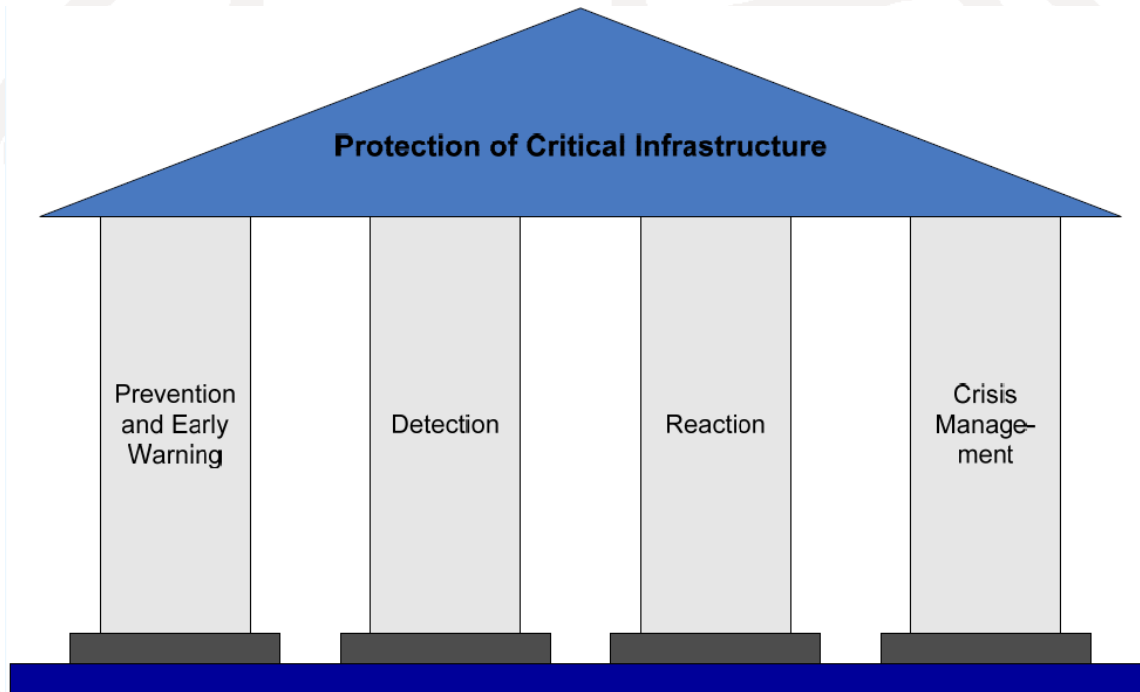 Protection of Critical Infrastructure
Prevention
and Early
Warning
Detection
Reaction
Crisis
Manage-
ment